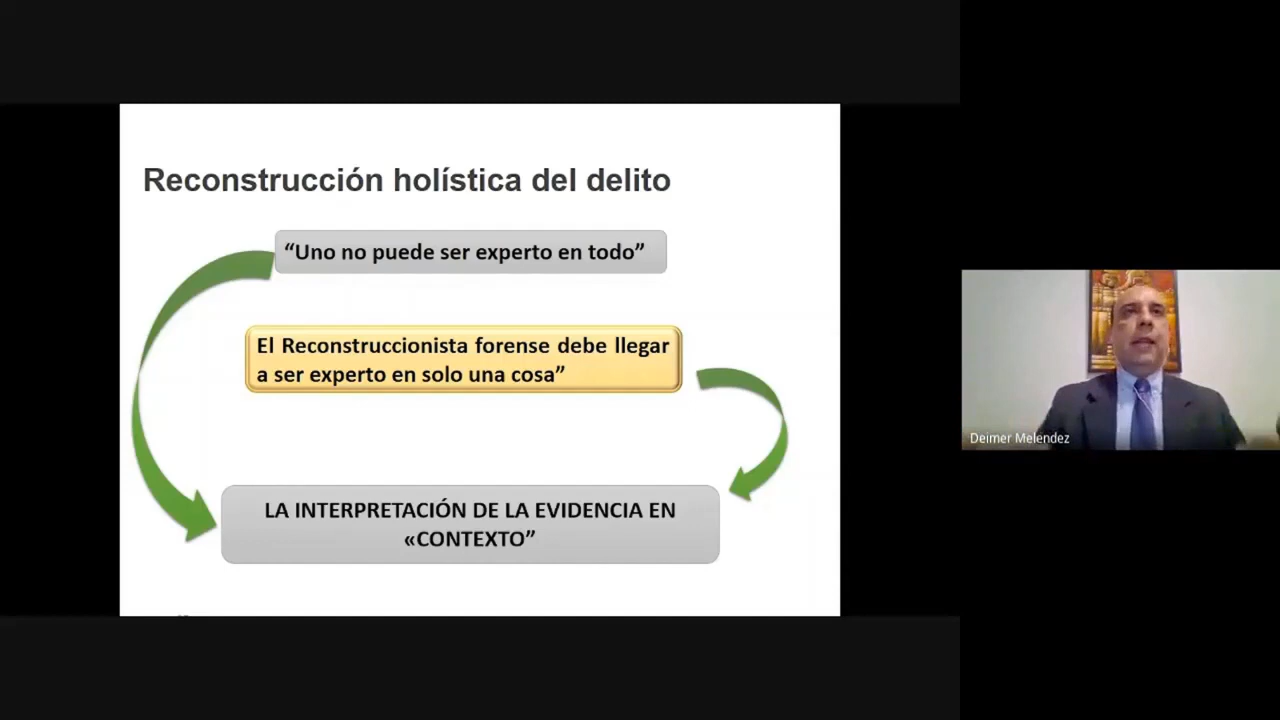 Reconstrucción holística del delito
“Uno no puede ser experto en todo”
El Reconstruccionista forense debe llegar
a ser experto en solo una cosa”
LA INTERPRETACIÓN DE LA EVIDENCIA EN
«CONTEXTO”
Deimer Melendez